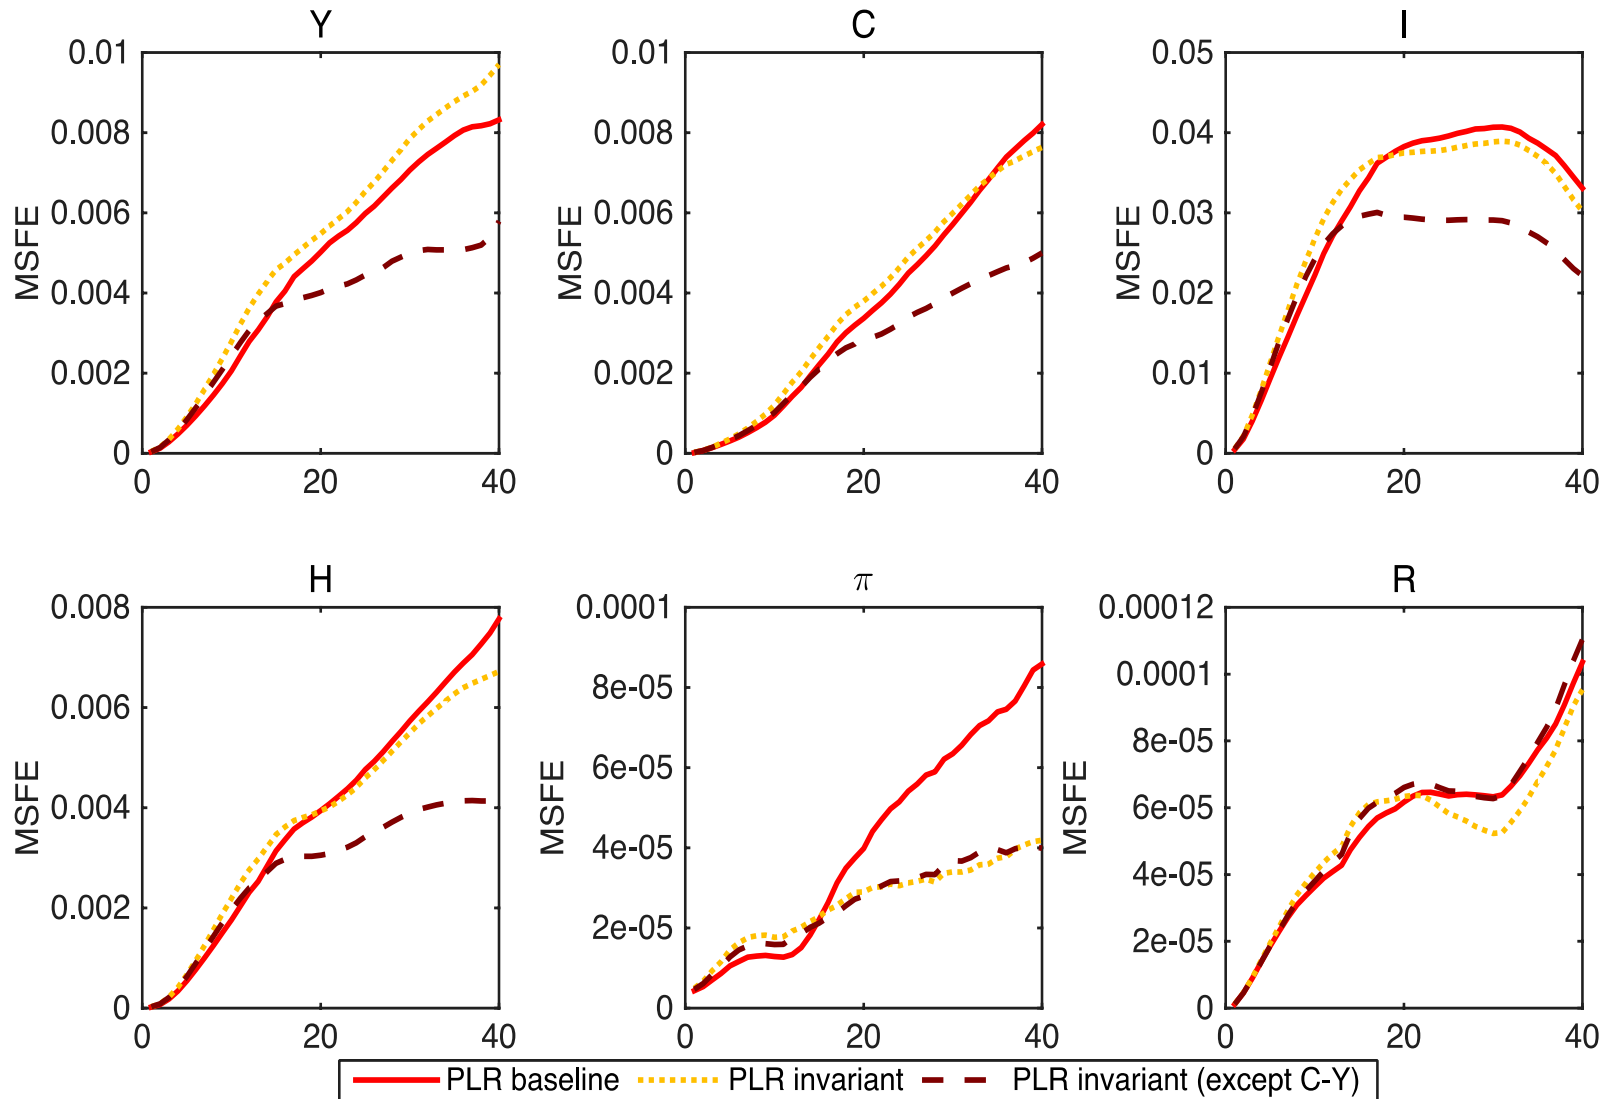 Y
C
I
0.01
0.008
0.006
0.004
0.002
0
MSFE
0
20
40
0.01
0.008
0.006
0.004
0.002
0
MSFE
0
20
40
0.05
0.04
0.03
0.02
0.01
0
MSFE
0
20
40
H
π
R
0.008
0.006
0.004
0.002
0
MSFE
0
20
40
0.0001
8e-05
6e-05
4e-05
2e-05
0
MSFE
0
20
40
0.00012
0.0001
8e-05
6e-05
4e-05
2e-05
0
MSFE
0
20
40
PLR baseline PLR invariant PLR invariant (except C-Y)